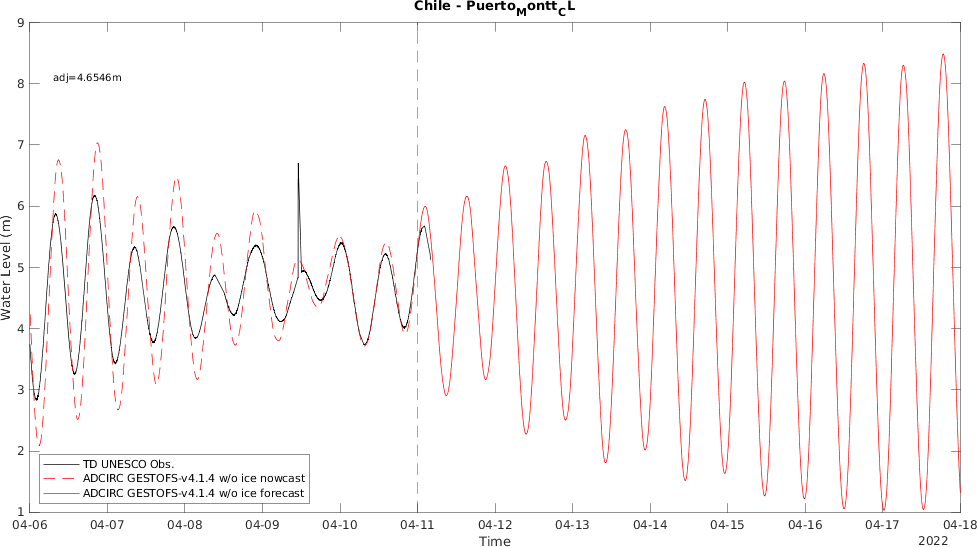 Chile - Puerto_Montt_CL
adj=4.6546m
9
8
7
6
5
4
3
2
1
Water Level (m)
TD UNESCO Obs.
ADCIRC GESTOFS-v4.1.4 w/o ice nowcast
ADCIRC GESTOFS-v4.1.4 w/o ice forecast
04-06 04-07 04-08 04-09 04-10 04-11 04-12 04-13 04-14 04-15 04-16 04-17 04-18
Time
2022